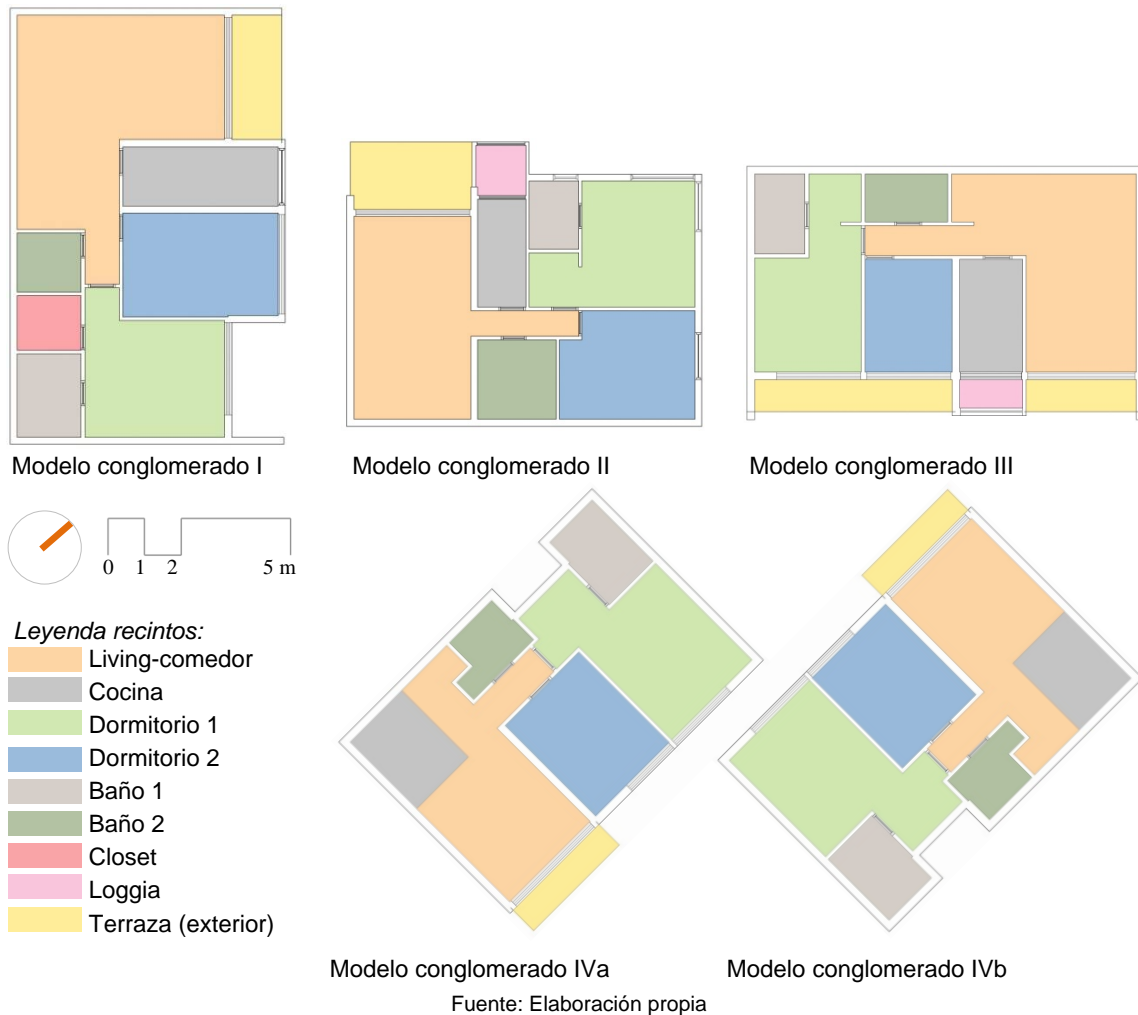 Modelo conglomerado I
Modelo conglomerado II
Modelo conglomerado III
0 1 2 5 m
Leyenda recintos:
Living-comedor
Cocina
Dormitorio 1
Dormitorio 2
Baño 1
Baño 2
Closet
Loggia
Terraza (exterior)
Modelo conglomerado IVa
Modelo conglomerado IVb
Fuente: Elaboración propia